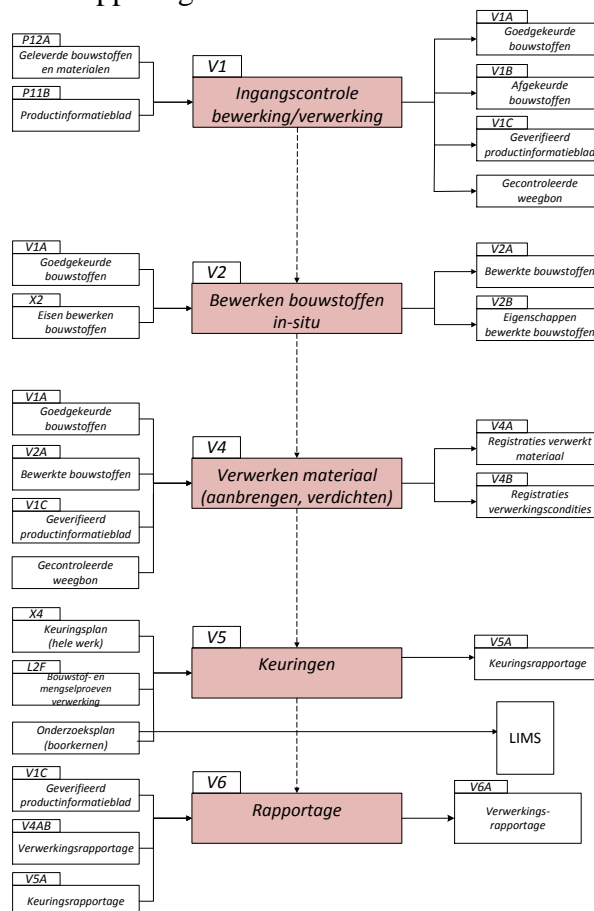 P12A
Geleverde bouwstoffen
en materialen
P11B
Productinformatieblad
V1
Ingangscontrole
bewerking/verwerking
V1A
Goedgekeurde
bouwstoffen
V1B
Afgekeurde
bouwstoffen
V1C
Geverifieerd
productinformatieblad
Gecontroleerde
weegbon
V1A
Goedgekeurde
bouwstoffen
X2
Eisen bewerken
bouwstoffen
V2
Bewerken bouwstoffen
in-situ
V2A
Bewerkte bouwstoffen
V2B
Eigenschappen
bewerkte bouwstoffen
V1A
Goedgekeurde
bouwstoffen
V2A
Bewerkte bouwstoffen
V1C
Geverifieerd
productinformatieblad
Gecontroleerde
weegbon
V4
Verwerken materiaal
(aanbrengen, verdichten)
V4A
Registraties verwerkt
materiaal
V4B
Registraties
verwerkingscondities
X4
Keuringsplan
(hele werk)
L2F
Bouwstof- en
mengselproeven
verwerking
Onderzoeksplan
(boorkernen)
V5
Keuringen
V5A
Keuringsrapportage
LIMS
V1C
Geverifieerd
productinformatieblad
V4AB
Verwerkingsrapportage
V5A
Keuringsrapportage
V6
Rapportage
V6A
Verwerkings-
rapportage